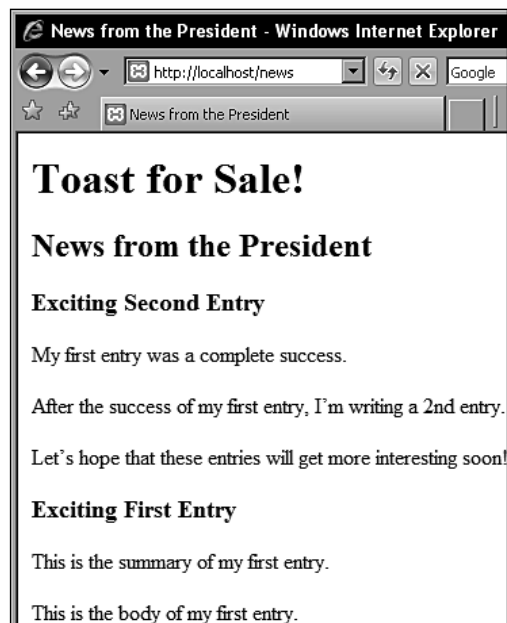 News from the President - Windows Internet Explorer
http://localhost/news
Google
News from the President
Toast for Sale!
News from the President
Exciting Second Entry
My first entry was a complete success.
After the success of my first entry, I'm writing a 2nd entry.
Let's hope that these entries will get more interesting soon!
Exciting First Entry
This is the summary of my first entry.
This is the body of my first entry.